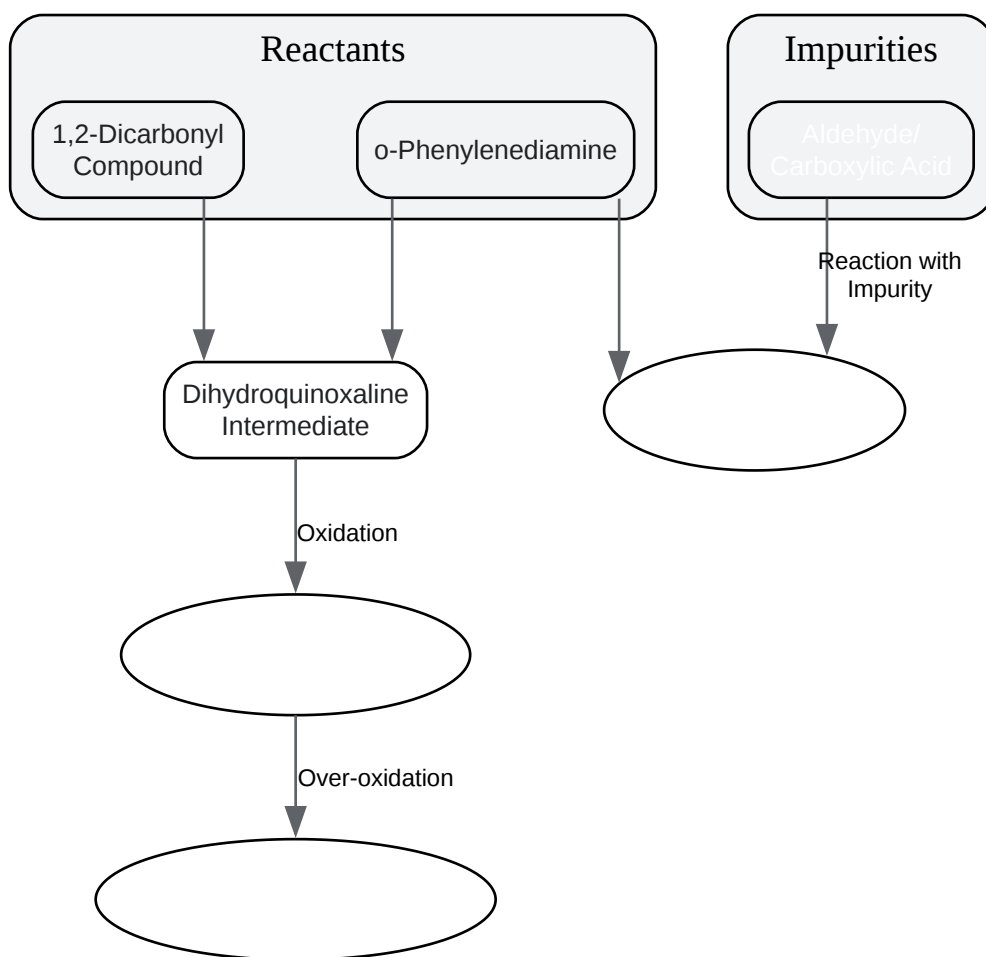 Reactants
Impurities
1,2-Dicarbonyl
Compound
o-Phenylenediamine
Aldehyde/
Carboxylic Acid
Reaction with
Impurity
Dihydroquinoxaline
Intermediate
Oxidation
Over-oxidation